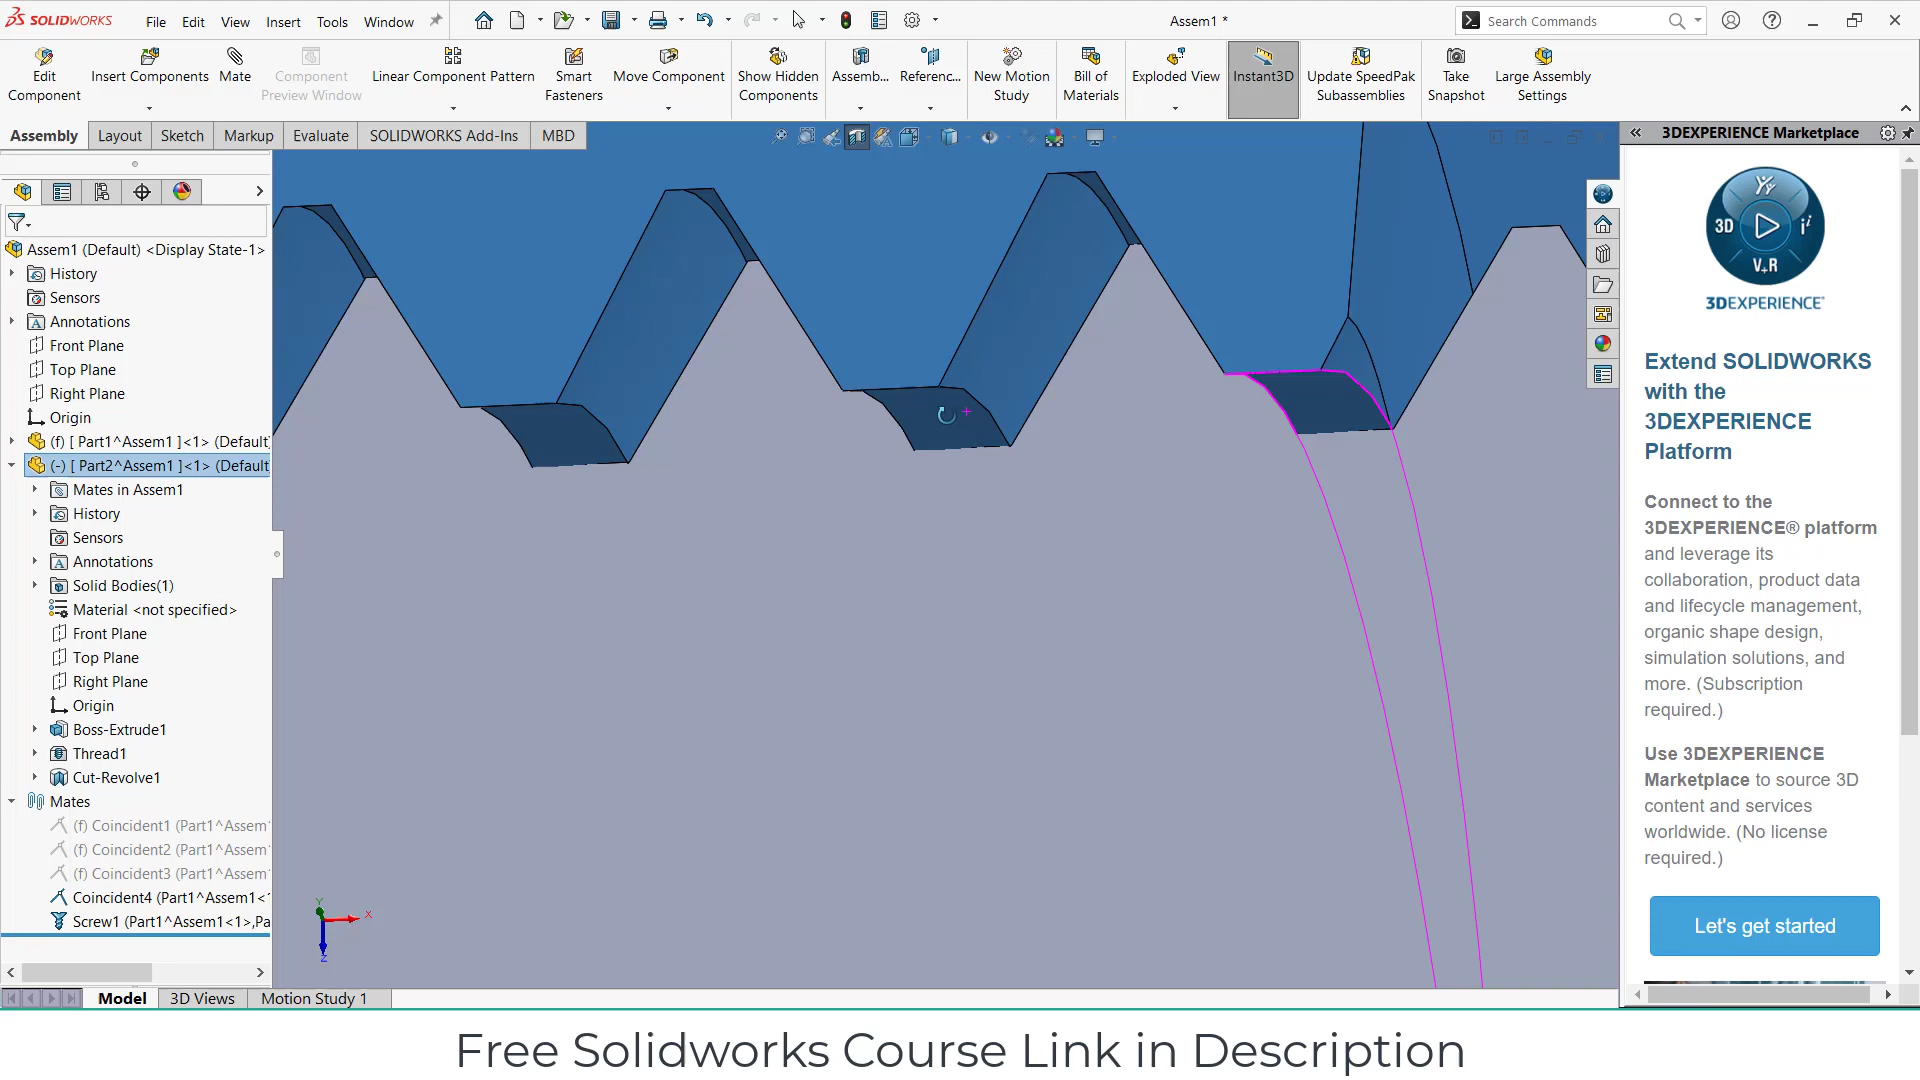 SOLIDWORKS File Edit View Insert Tools Window Assem1 * Search Commands
Edit Component Insert Components Mate Component Preview Window Linear Component Pattern Smart Fasteners Move Component Show Hidden Components Assemb... Referenc... New Motion Study Bill of Materials Exploded View Instant3D Update SpeedPak Subassemblies Take Snapshot Large Assembly Settings
Assembly Layout Sketch Markup Evaluate SOLIDWORKS Add-Ins MBD
3DEXPERIENCE Marketplace
Assem1 (Default) <Display State-1>
History
Sensors
Annotations
Front Plane
Top Plane
Right Plane
Origin
(f) [ Part1^Assem1 ]<1> (Default
(-) [ Part2^Assem1 ]<1> (Default
Mates in Assem1
History
Sensors
Annotations
Solid Bodies(1)
Material <not specified>
Front Plane
Top Plane
Right Plane
Origin
Boss-Extrude1
Thread1
Cut-Revolve1
Mates
(f) Coincident1 (Part1^Assem
(f) Coincident2 (Part1^Assem
(f) Coincident3 (Part1^Assem
Coincident4 (Part1^Assem1<1
Screw1 (Part1^Assem1<1>,Pa
Y
X
Z
3D
V+R
3DEXPERIENCE
Extend SOLIDWORKS
with the
3DEXPERIENCE
Platform
Connect to the
3DEXPERIENCE® platform
and leverage its
collaboration, product data
and lifecycle management,
organic shape design,
simulation solutions, and
more. (Subscription
required.)
Use 3DEXPERIENCE
Marketplace to source 3D
content and services
worldwide. (No license
required.)
Let's get started
Model 3D Views Motion Study 1
Free Solidworks Course Link in Description